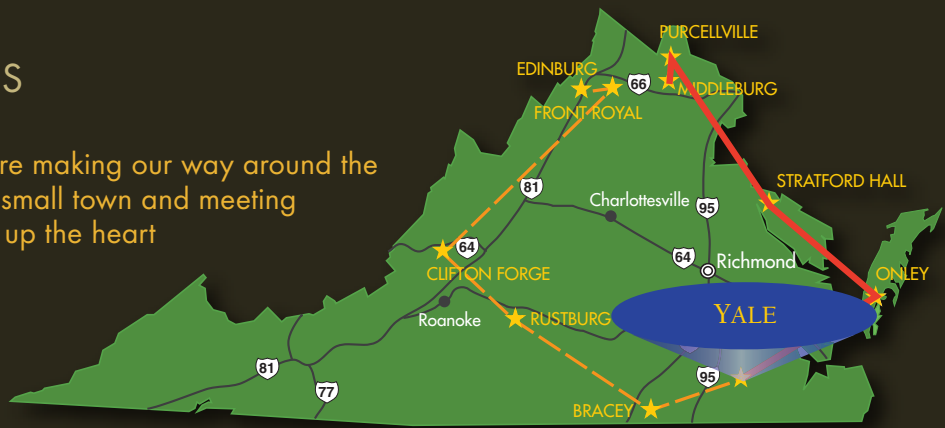 S
re making our way around the
small town and meeting
up the heart
PURCELLVILLE
EDINBURG
66
MIDDLEBURG
FRONT ROYAL
81
STRATFORD HALL
Charlottesville
95
64
64
Richmond
CLIFTON FORGE
ONLEY
Roanoke
RUSTBURG
YALE
81
77
95
BRACEY